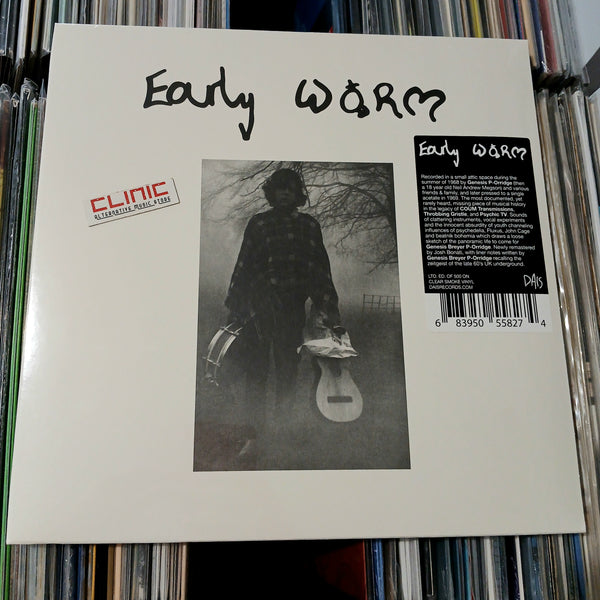 Early WORM
CLINIC
ALTERNATIVE MUSIC STORE
Early WORM
Recorded in a small attic space during the
summer of 1968 by Genesis P-Orridge (then
a 18 year old Neil Andrew Megson) and various
friends & family, and later pressed to a single
acetate in 1969. The most documented, yet
rarely heard, missing piece of musical history
in the legacy of COUM Transmissions,
Throbbing Gristle, and Psychic TV. Sounds
of clattering instruments, vocal experiments
and the innocent absurdity of youth channeling
influences of psychedelia, Fluxus, John Cage
and beatnik bohemia which draws a loose
sketch of the panoramic life to come for
Genesis Breyer P-Orridge. Newly remastered
by Josh Bonati, with liner notes written by
Genesis Breyer P-Orridge recalling the
zeitgeist of the late 60's UK underground.
LTD. ED. OF 500 ON
CLEAR SMOKE VINYL
DAISRECORDS.COM
DAIS
6 83950 55827 4